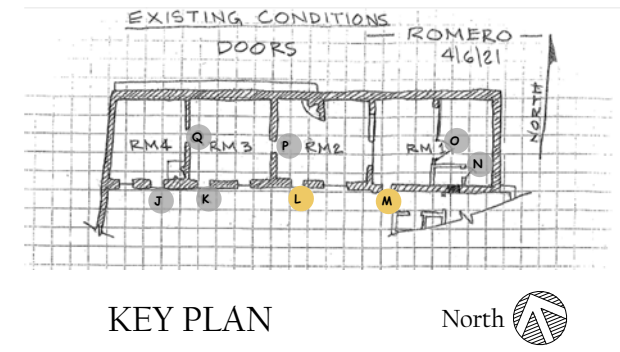 EXISTING CONDITIONS
DOORS
ROMERO
4/6/21
NORTH
RM4 Q RM3 P RM2 RM1 O
N
J K L M
KEY PLAN
North